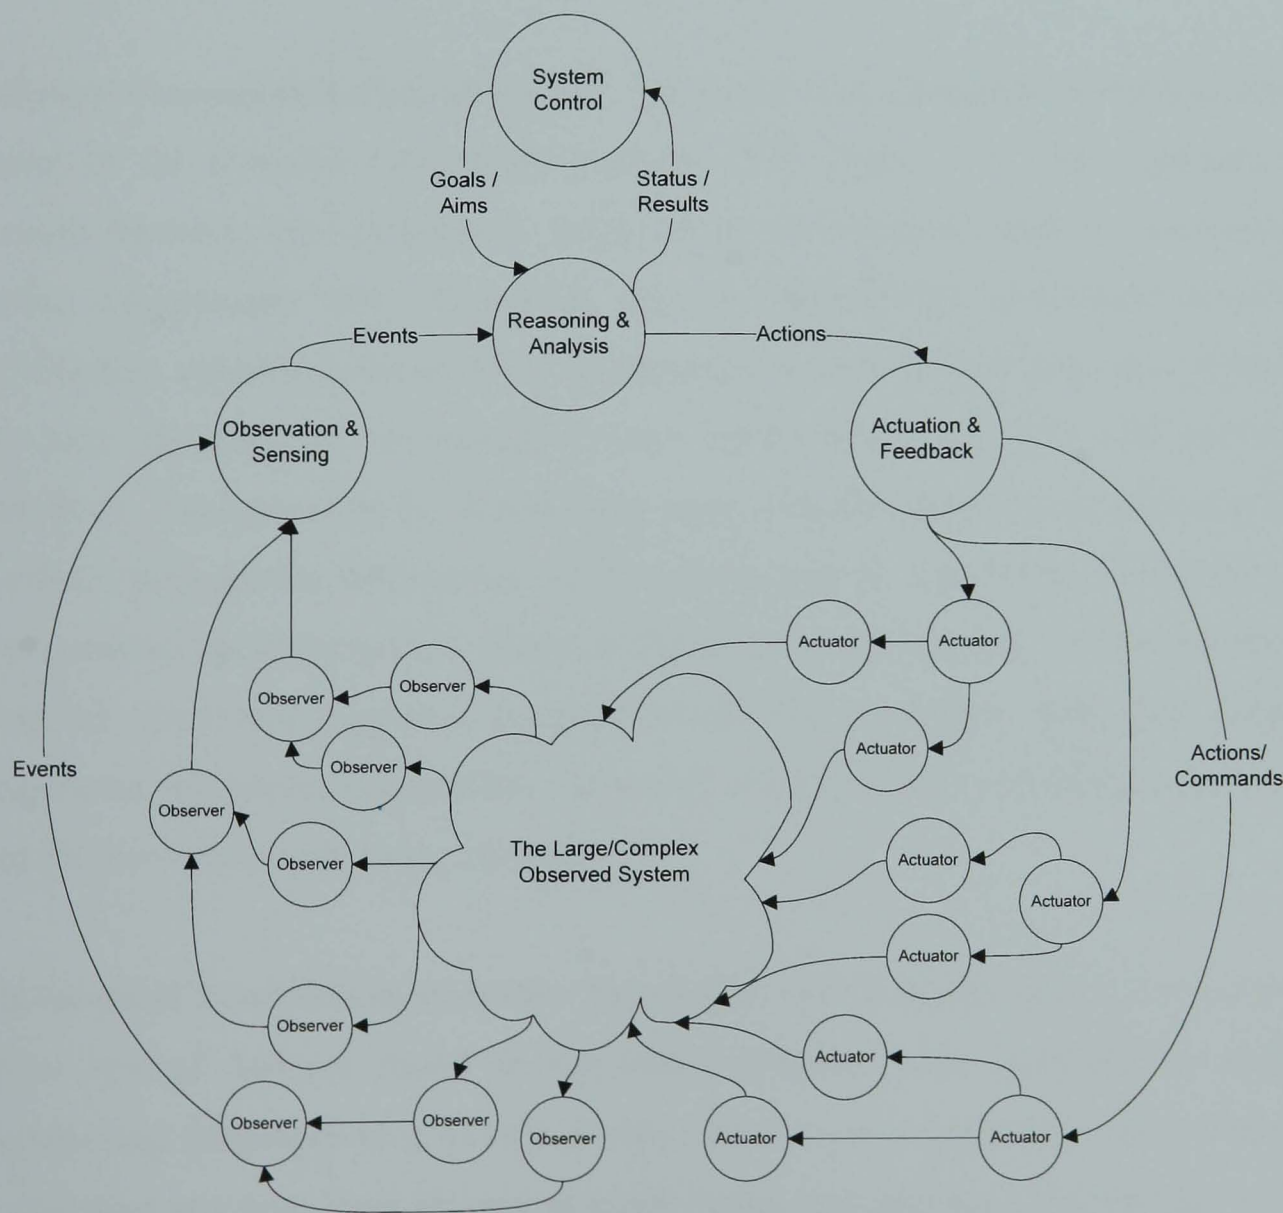 System
Control
Goals /
Aims
Status /
Results
Reasoning &
Analysis
Events
Actions
Observation &
Sensing
Actuation &
Feedback
Actuator
Actuator
Observer
Observer
Actuator
Observer
Events
Actions/
Commands
Observer
The Large/Complex
Observed System
Observer
Actuator
Actuator
Actuator
Observer
Actuator
Observer
Observer
Observer
Actuator
Actuator